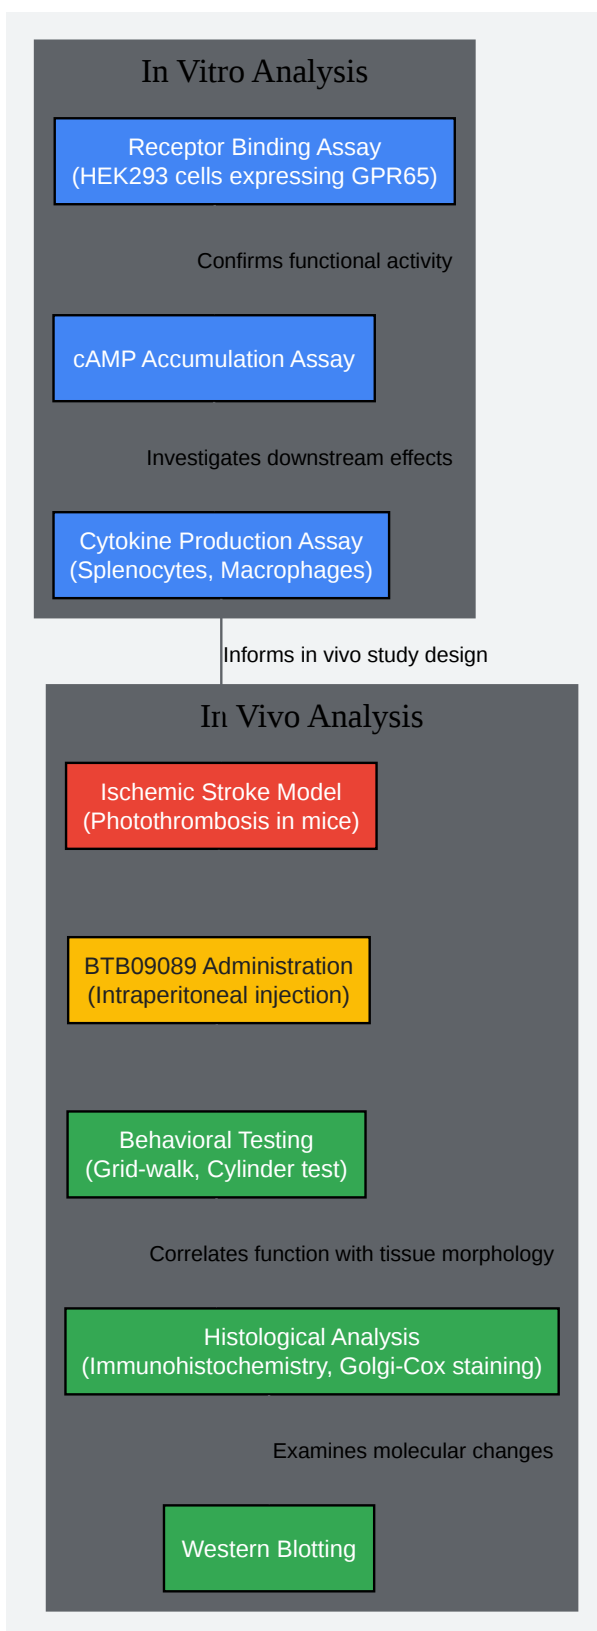 In Vitro Analysis
Receptor Binding Assay
(HEK293 cells expressing GPR65)
Confirms functional activity
cAMP Accumulation Assay
Investigates downstream effects
Cytokine Production Assay
(Splenocytes, Macrophages)
Informs in vivo study design
In Vivo Analysis
Ischemic Stroke Model
(Photothrombosis in mice)
BTB09089 Administration
(Intraperitoneal injection)
Behavioral Testing
(Grid-walk, Cylinder test)
Correlates function with tissue morphology
Histological Analysis
(Immunohistochemistry, Golgi-Cox staining)
Examines molecular changes
Western Blotting